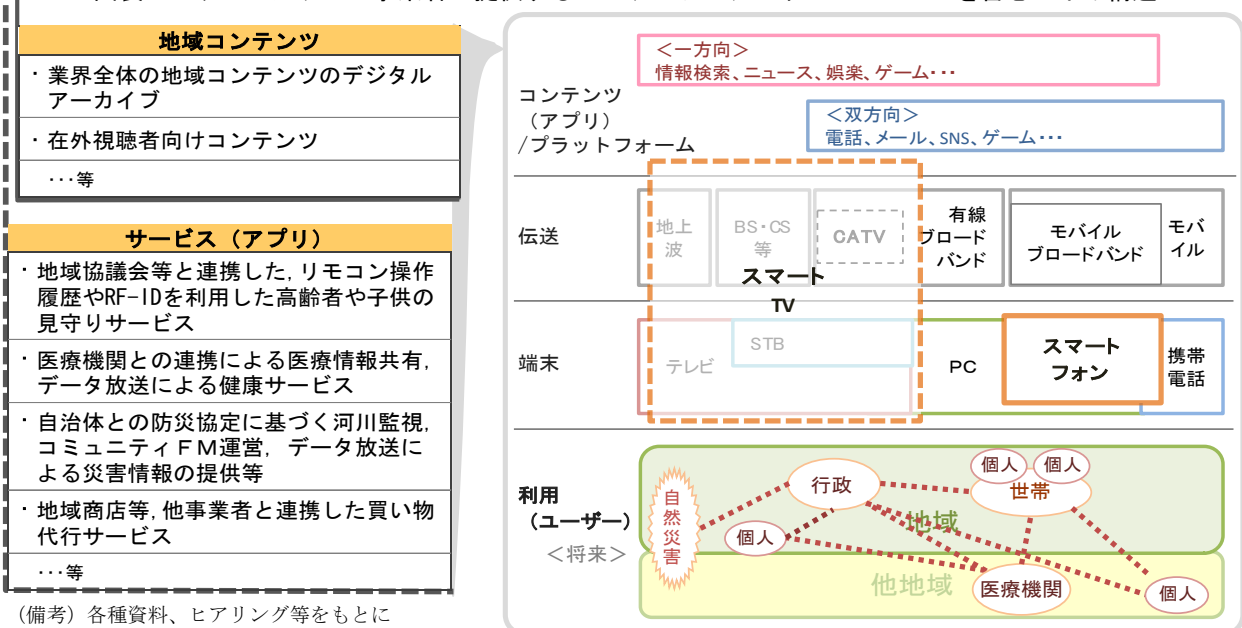 地域コンテンツ
・業界全体の地域コンテンツのデジタル
アーカイブ
・在外視聴者向けコンテンツ
・・・等
サービス（アプリ）
・地域協議会等と連携した，リモコン操作
履歴やRF-IDを利用した高齢者や子供の
見守りサービス
・医療機関との連携による医療情報共有，
データ放送による健康サービス
・自治体との防災協定に基づく河川監視，
コミュニティＦＭ運営，データ放送に
よる災害情報の提供等
・地域商店等，他事業者と連携した買い物
代行サービス
・・・等
（備考）各種資料、ヒアリング等をもとに
＜一方向＞
情報検索、ニュース、娯楽、ゲーム・・・
コンテンツ
（アプリ）
/プラットフォーム
＜双方向＞
電話、メール、SNS、ゲーム・・・
伝送
地上
波
BS・CS
等
CATV
有線
ブロード
バンド
モバイル
ブロードバンド
モバ
イル
スマート
TV
端末
テレビ
STB
PC
スマート
フォン
携帯
電話
利用
（ユーザー）
＜将来＞
自然災害
行政
個人
個人
個人
世帯
地域
他地域
医療機関
個人